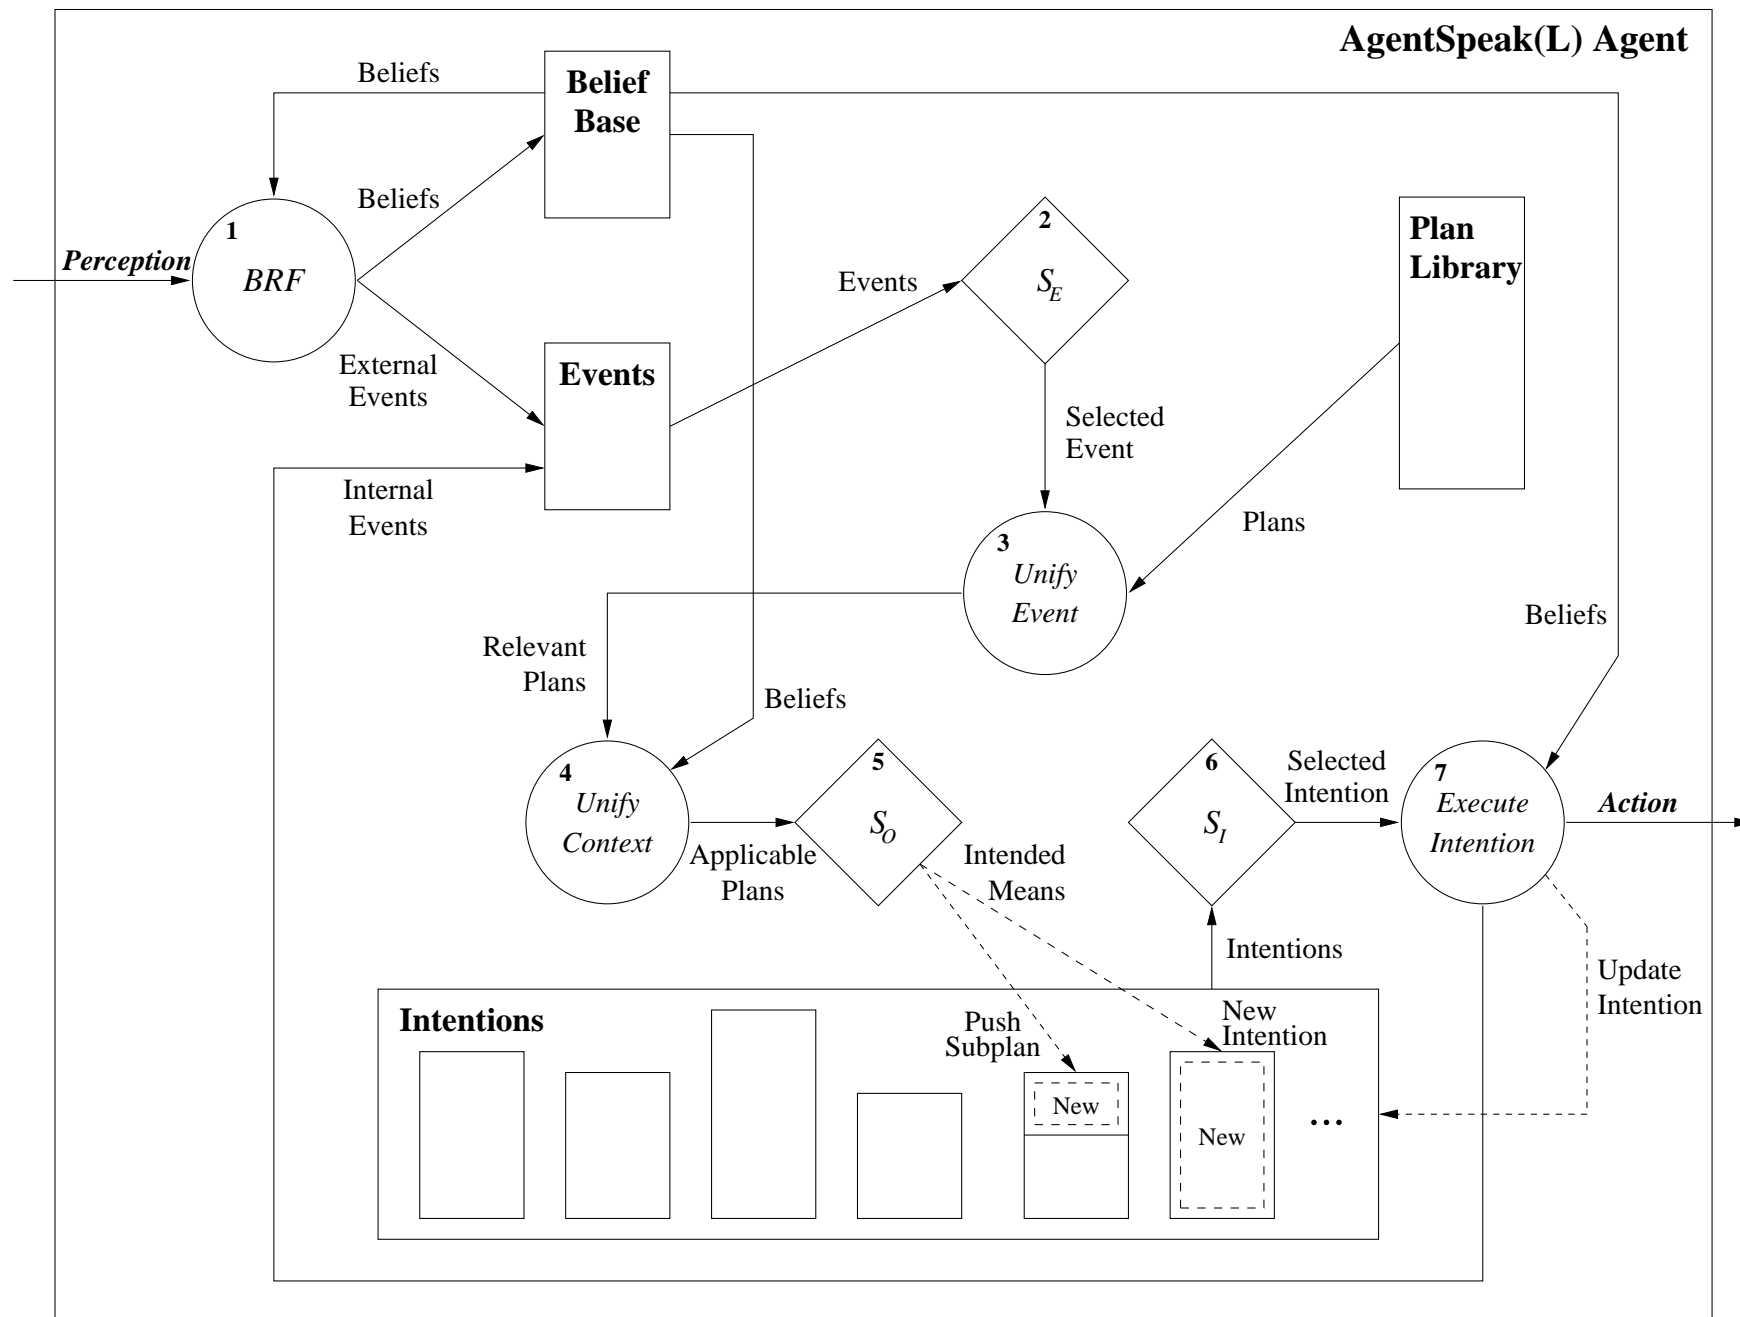 AgentSpeak(L) Agent
Beliefs
Belief
Base
Beliefs
1
BRF
Perception
2
S_E
Plan
Library
Events
External
Events
Events
Selected
Event
Internal
Events
Plans
3
Unify
Event
Beliefs
Relevant
Plans
Beliefs
4
Unify
Context
5
S_O
6
S_I
Selected
Intention
7
Execute
Intention
Action
Applicable
Plans
Intended
Means
Intentions
Update
Intention
Intentions
Push
Subplan
New
Intention
New
New
...